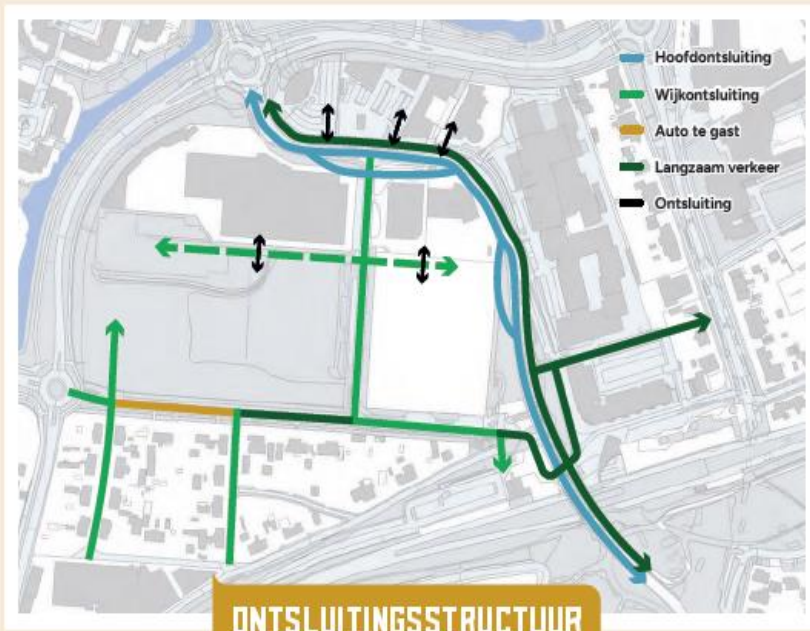 Hoofdontsluiting
Wijkontsluiting
Auto te gast
Langzaam verkeer
Ontsluiting
ONTSLUITINGSSTRUCTUUR